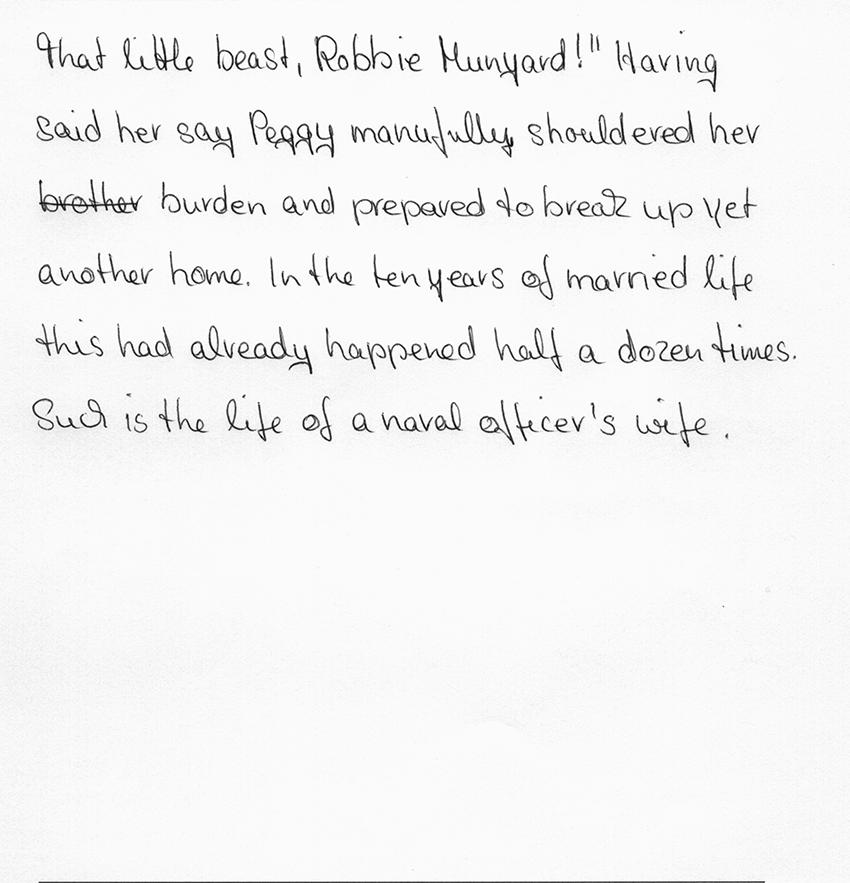 that little beast, Robbie Munyard!" Having
said her say Peggy manufully shouldered her
brother burden and prepared to break up yet
another home. In the ten years of married life
this had already happened half a dozen times.
Such is the life of a naval officer's wife.